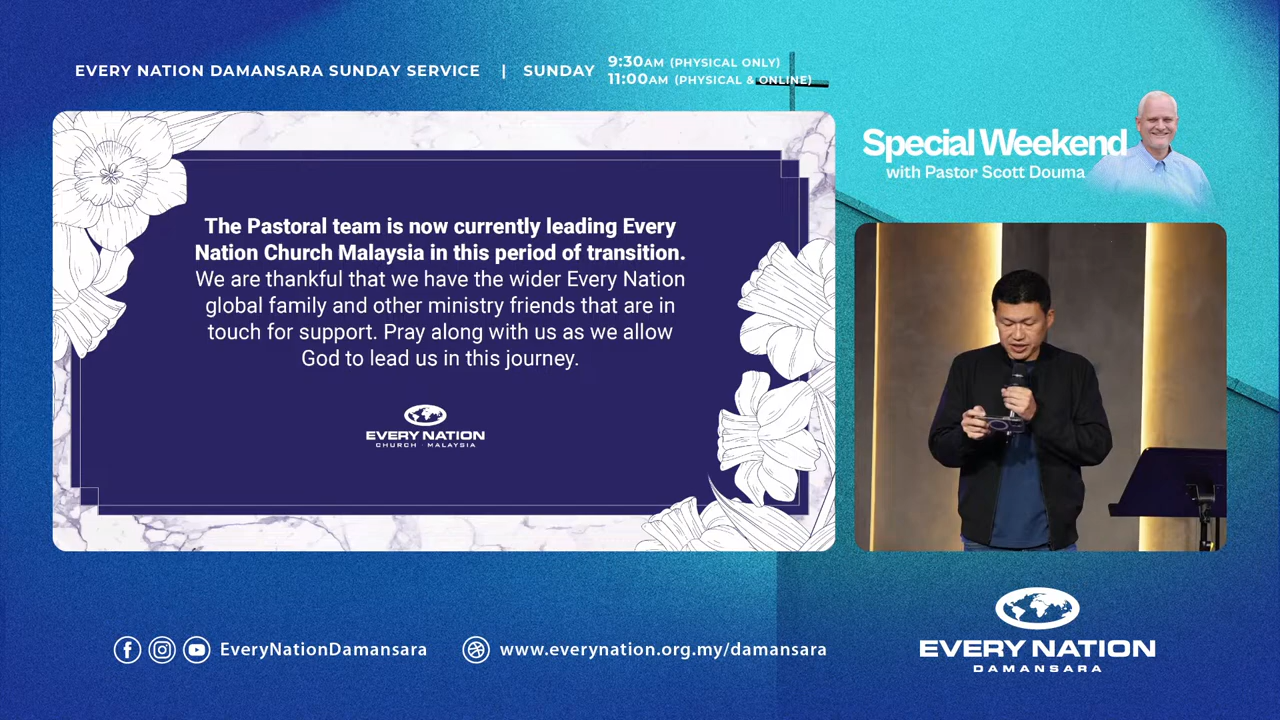 EVERY NATION DAMANSARA SUNDAY SERVICE | SUNDAY
9:30AM (PHYSICAL ONLY)
11:00AM (PHYSICAL & ONLINE)
Special Weekend
with Pastor Scott Douma
The Pastoral team is now currently leading Every
Nation Church Malaysia in this period of transition.
We are thankful that we have the wider Every Nation
global family and other ministry friends that are in
touch for support. Pray along with us as we allow
God to lead us in this journey.
EVERY NATION
CHURCH MALAYSIA
EveryNationDamansara
www.everynation.org.my/damansara
EVERY NATION
DAMANSARA